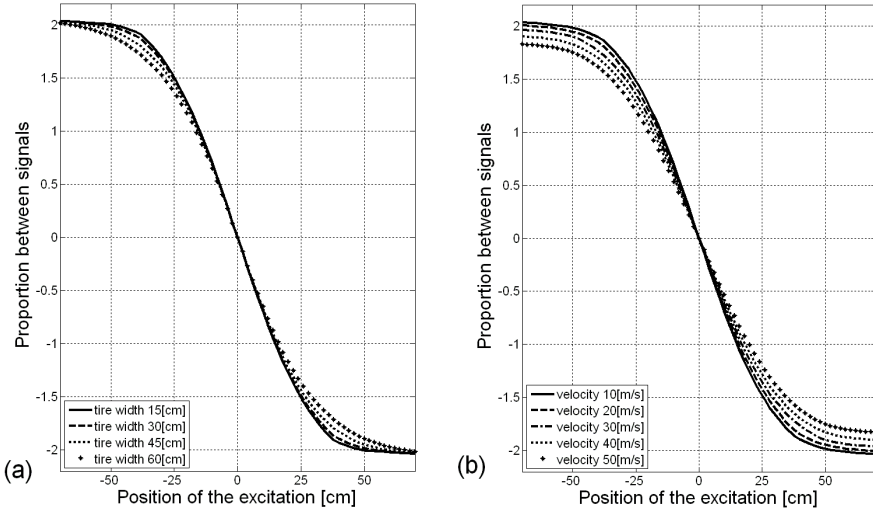 2
1.5
1
0.5
0
-0.5
-1
-1.5
-2
Proportion between signals
tire width 15[cm]
tire width 30[cm]
tire width 45[cm]
tire width 60[cm]
-50
-25
0
25
50
(a)
Position of the excitation [cm]
2
1.5
1
0.5
0
-0.5
-1
-1.5
-2
Proportion between signals
velocity 10[m/s]
velocity 20[m/s]
velocity 30[m/s]
velocity 40[m/s]
velocity 50[m/s]
-50
-25
0
25
50
(b)
Position of the excitation [cm]